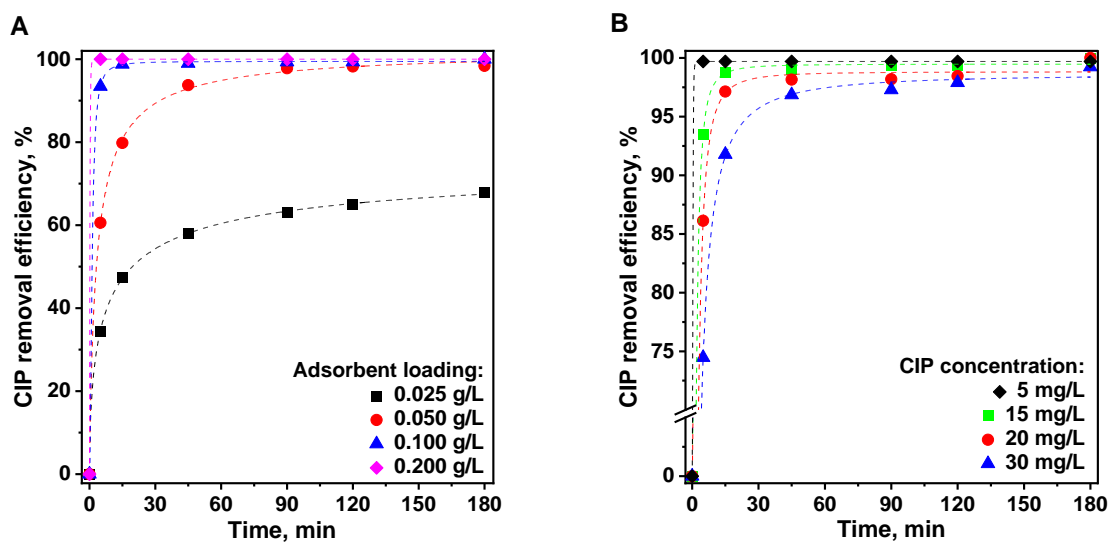 A
CIP removal efficiency, %
100
80
60
40
20
0
Adsorbent loading:
0.025 g/L
0.050 g/L
0.100 g/L
0.200 g/L
0 30 60 90 120 150 180
Time, min
B
CIP removal efficiency, %
100
95
90
85
80
75
0
CIP concentration:
5 mg/L
15 mg/L
20 mg/L
30 mg/L
0 30 60 90 120 150 180
Time, min